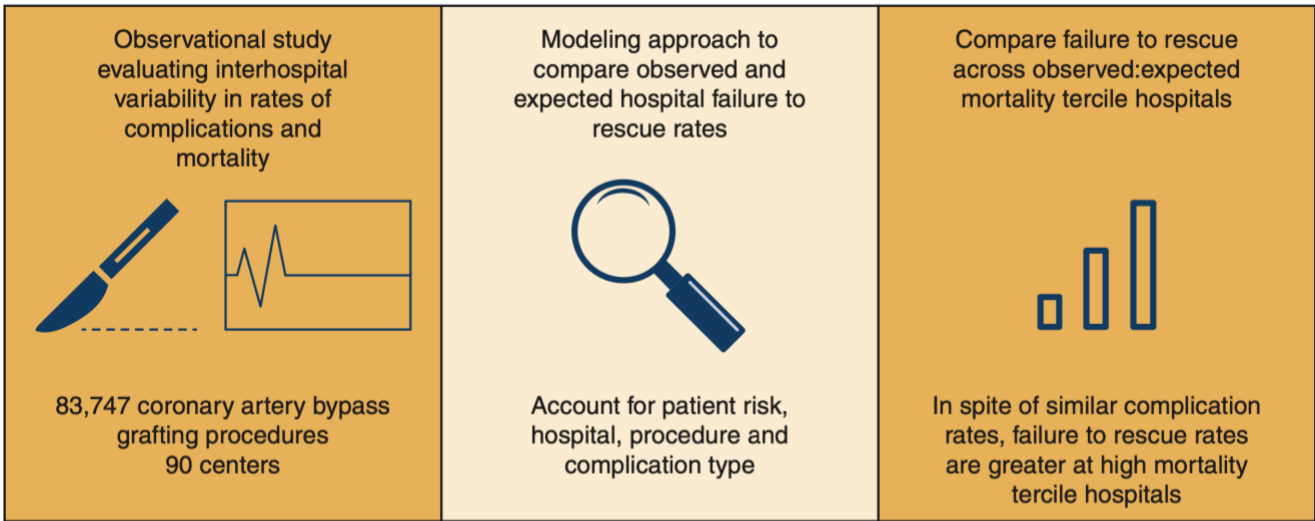 Observational study
evaluating interhospital
variability in rates of
complications and
mortality
83,747 coronary artery bypass
grafting procedures
90 centers
Modeling approach to
compare observed and
expected hospital failure to
rescue rates
Account for patient risk,
hospital, procedure and
complication type
Compare failure to rescue
across observed:expected
mortality tercile hospitals
In spite of similar complication
rates, failure to rescue rates
are greater at high mortality
tercile hospitals